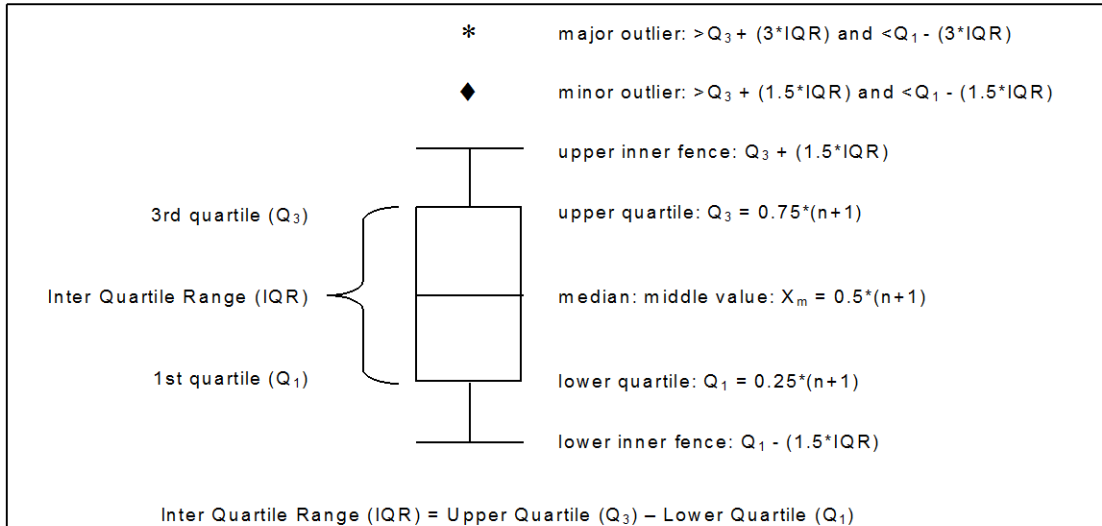 * major outlier: >Q₃ + (3*IQR) and <Q₁ - (3*IQR)
♦ minor outlier: >Q₃ + (1.5*IQR) and <Q₁ - (1.5*IQR)
upper inner fence: Q₃ + (1.5*IQR)
3rd quartile (Q₃)
upper quartile: Q₃ = 0.75*(n+1)
Inter Quartile Range (IQR)
median: middle value: Xₘ = 0.5*(n+1)
1st quartile (Q₁)
lower quartile: Q₁ = 0.25*(n+1)
lower inner fence: Q₁ - (1.5*IQR)
Inter Quartile Range (IQR) = Upper Quartile (Q₃) – Lower Quartile (Q₁)